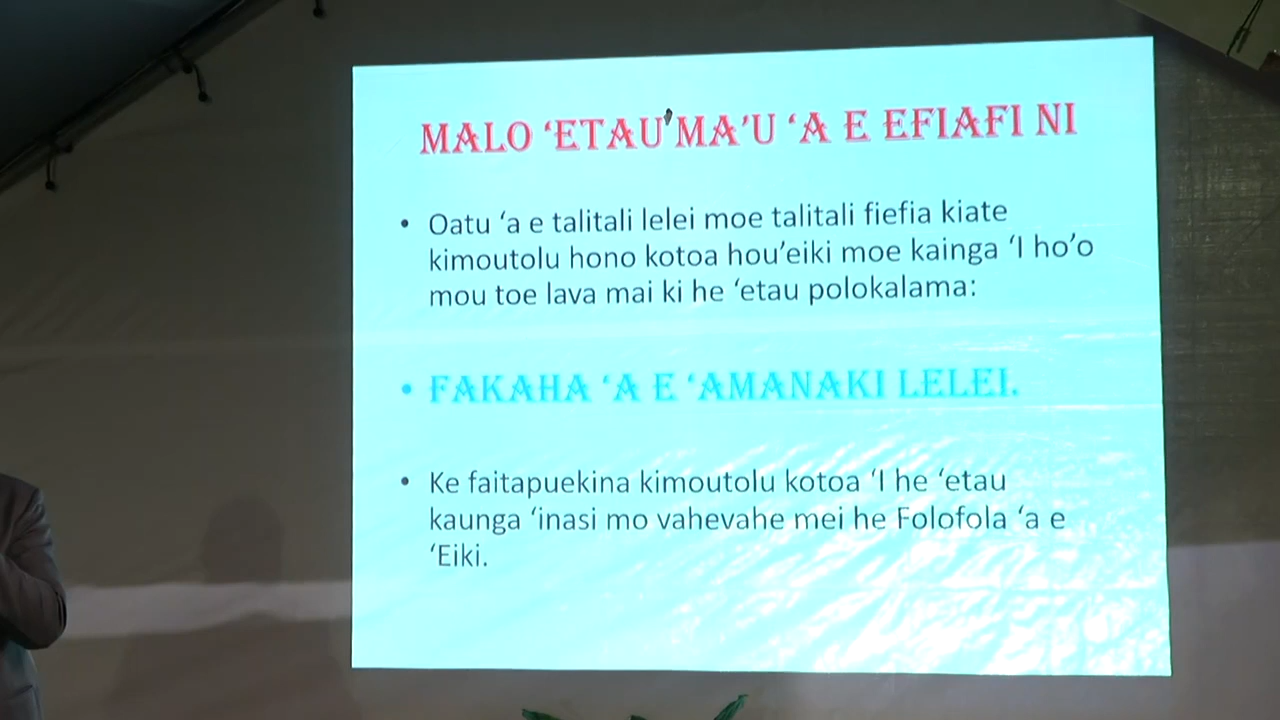 MALO ‘ETAU MA’U ‘A E EFIAFI NI
• Oatu ‘a e talitali lelei moe talitali fiefia kiate
kimoutolu hono kotoa hou’eiki moe kainga ‘I ho’o
mou toe lava mai ki he ‘etau polokalama:
• FAKAHA ‘A E ‘AMANAKI LELEI.
• Ke faitapuekina kimoutolu kotoa ‘I he ‘etau
kaunga ‘inasi mo vahevahe mei he Folofola ‘a e
‘Eiki.